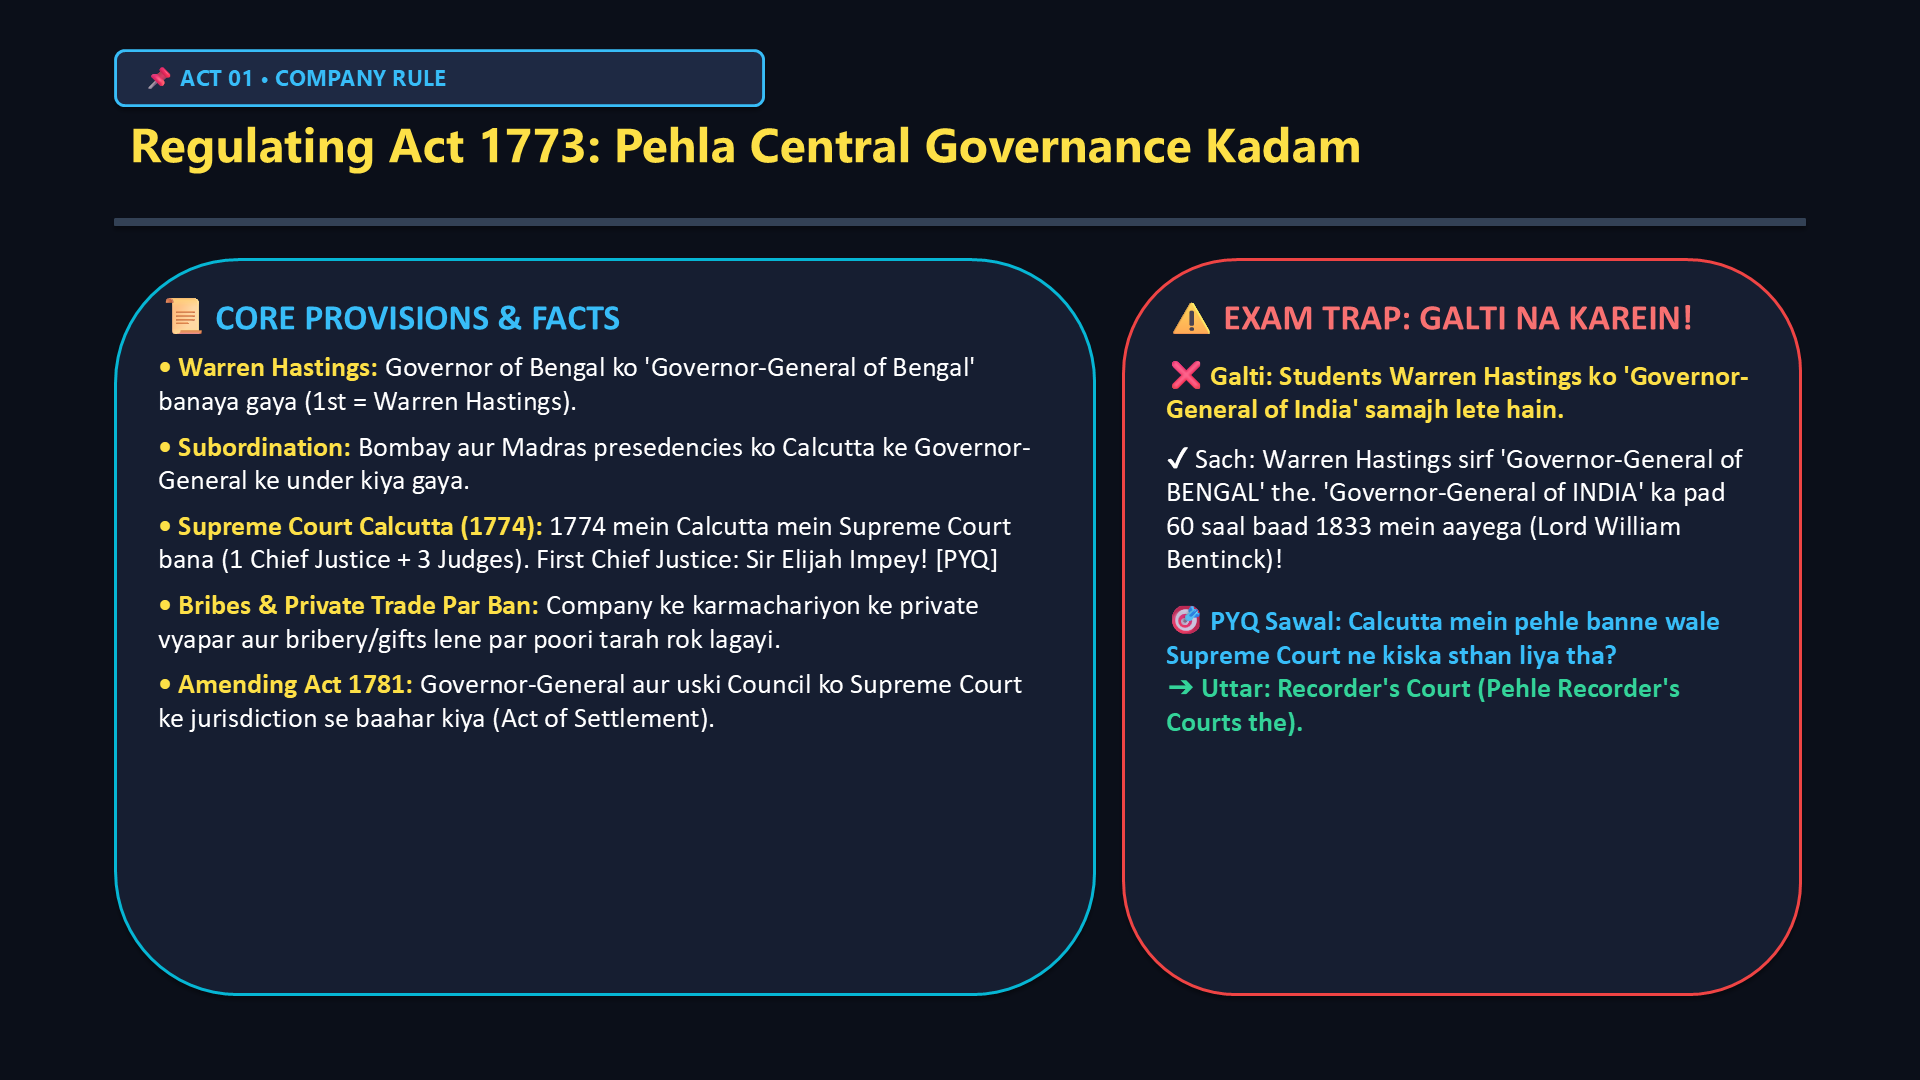 📌 ACT 01 • COMPANY RULE
Regulating Act 1773: Pehla Central Governance Kadam
📜 CORE PROVISIONS & FACTS
• Warren Hastings: Governor of Bengal ko 'Governor-General of Bengal'
banaya gaya (1st = Warren Hastings).
• Subordination: Bombay aur Madras presedencies ko Calcutta ke Governor-
General ke under kiya gaya.
• Supreme Court Calcutta (1774): 1774 mein Calcutta mein Supreme Court
bana (1 Chief Justice + 3 Judges). First Chief Justice: Sir Elijah Impey! [PYQ]
• Bribes & Private Trade Par Ban: Company ke karmachariyon ke private
vyapar aur bribery/gifts lene par poori tarah rok lagayi.
• Amending Act 1781: Governor-General aur uski Council ko Supreme Court
ke jurisdiction se baahar kiya (Act of Settlement).
⚠️ EXAM TRAP: GALTI NA KAREIN!
❌ Galti: Students Warren Hastings ko 'Governor-
General of India' samajh lete hain.
✓ Sach: Warren Hastings sirf 'Governor-General of
BENGAL' the. 'Governor-General of INDIA' ka pad
60 saal baad 1833 mein aayega (Lord William
Bentinck)!
🎯 PYQ Sawal: Calcutta mein pehle banne wale
Supreme Court ne kiska sthan liya tha?
➔ Uttar: Recorder's Court (Pehle Recorder's
Courts the).